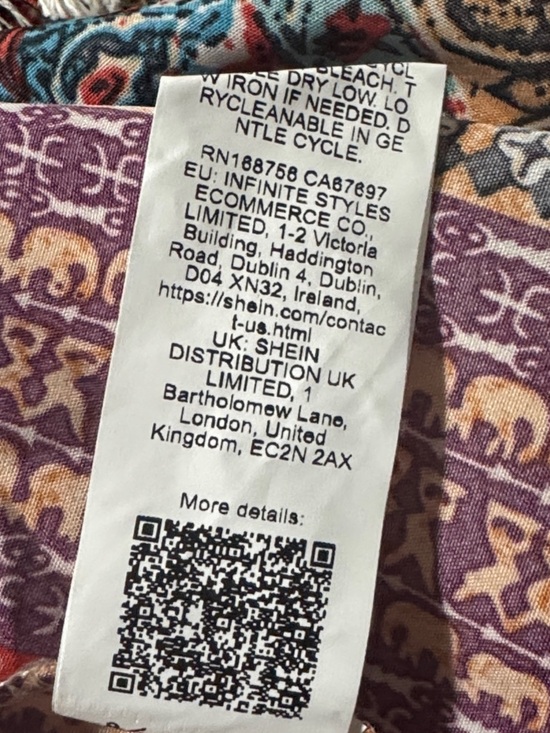 BLEACH. T
W IRON IF NEEDED. D
RYCLEANABLE IN GE
NTLE CYCLE.
RN168756 CA67697
EU: INFINITE STYLES
ECOMMERCE CO.,
LIMITED, 1-2 Victoria
Building, Haddington
Road, Dublin 4, Dublin,
D04 XN32, Ireland,
https://shein.com/contac
t-us.html
UK: SHEIN
DISTRIBUTION UK
LIMITED, 1
Bartholomew Lane,
London, United
Kingdom, EC2N 2AX
More details: